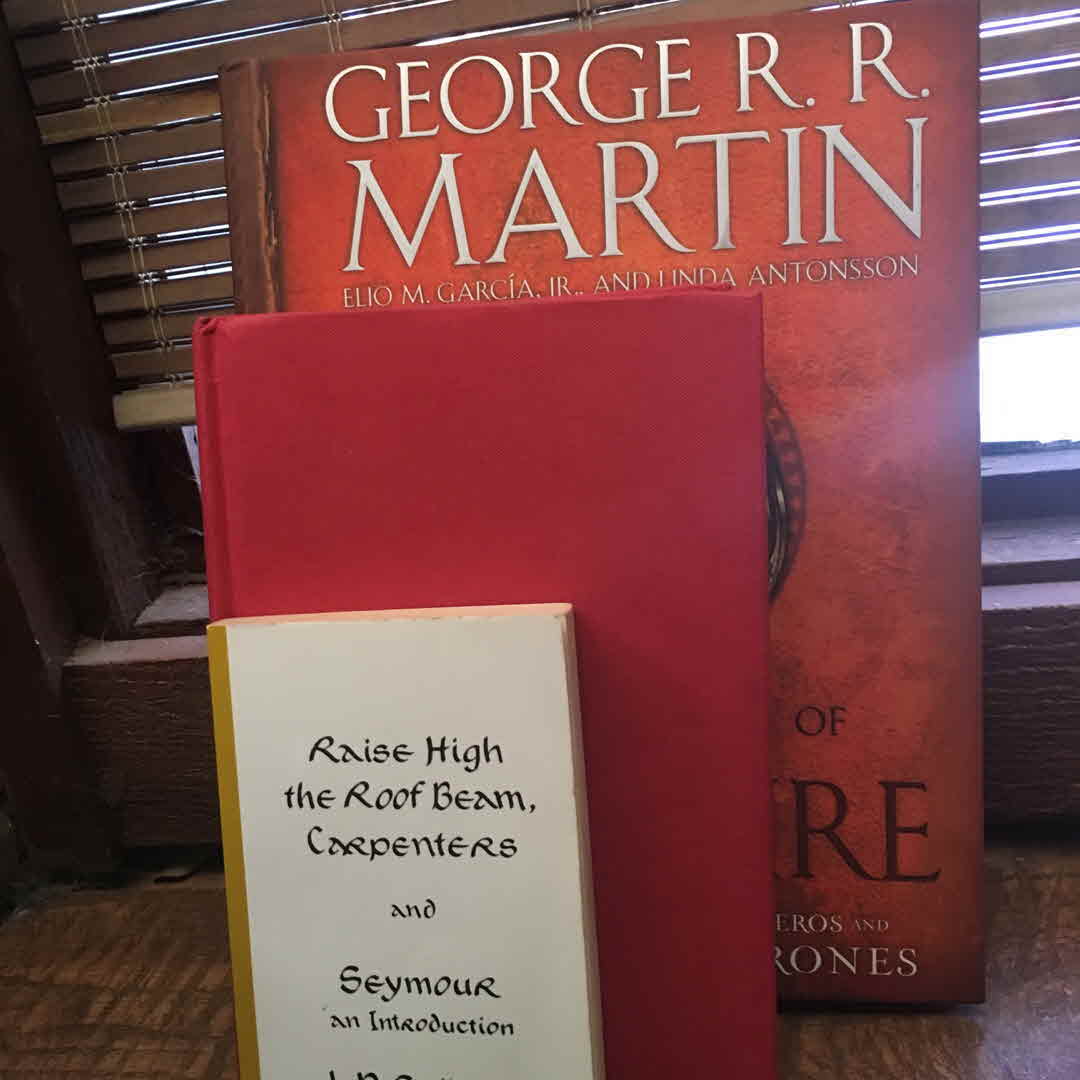 GEORGE R. R.
MARTIN
ELIO M. GARCÍA, JR., AND LINDA ANTONSSON
OF
RE
EROS AND
RONES
Raise High
the Roof Beam,
Carpenters
and
Seymour
an Introduction